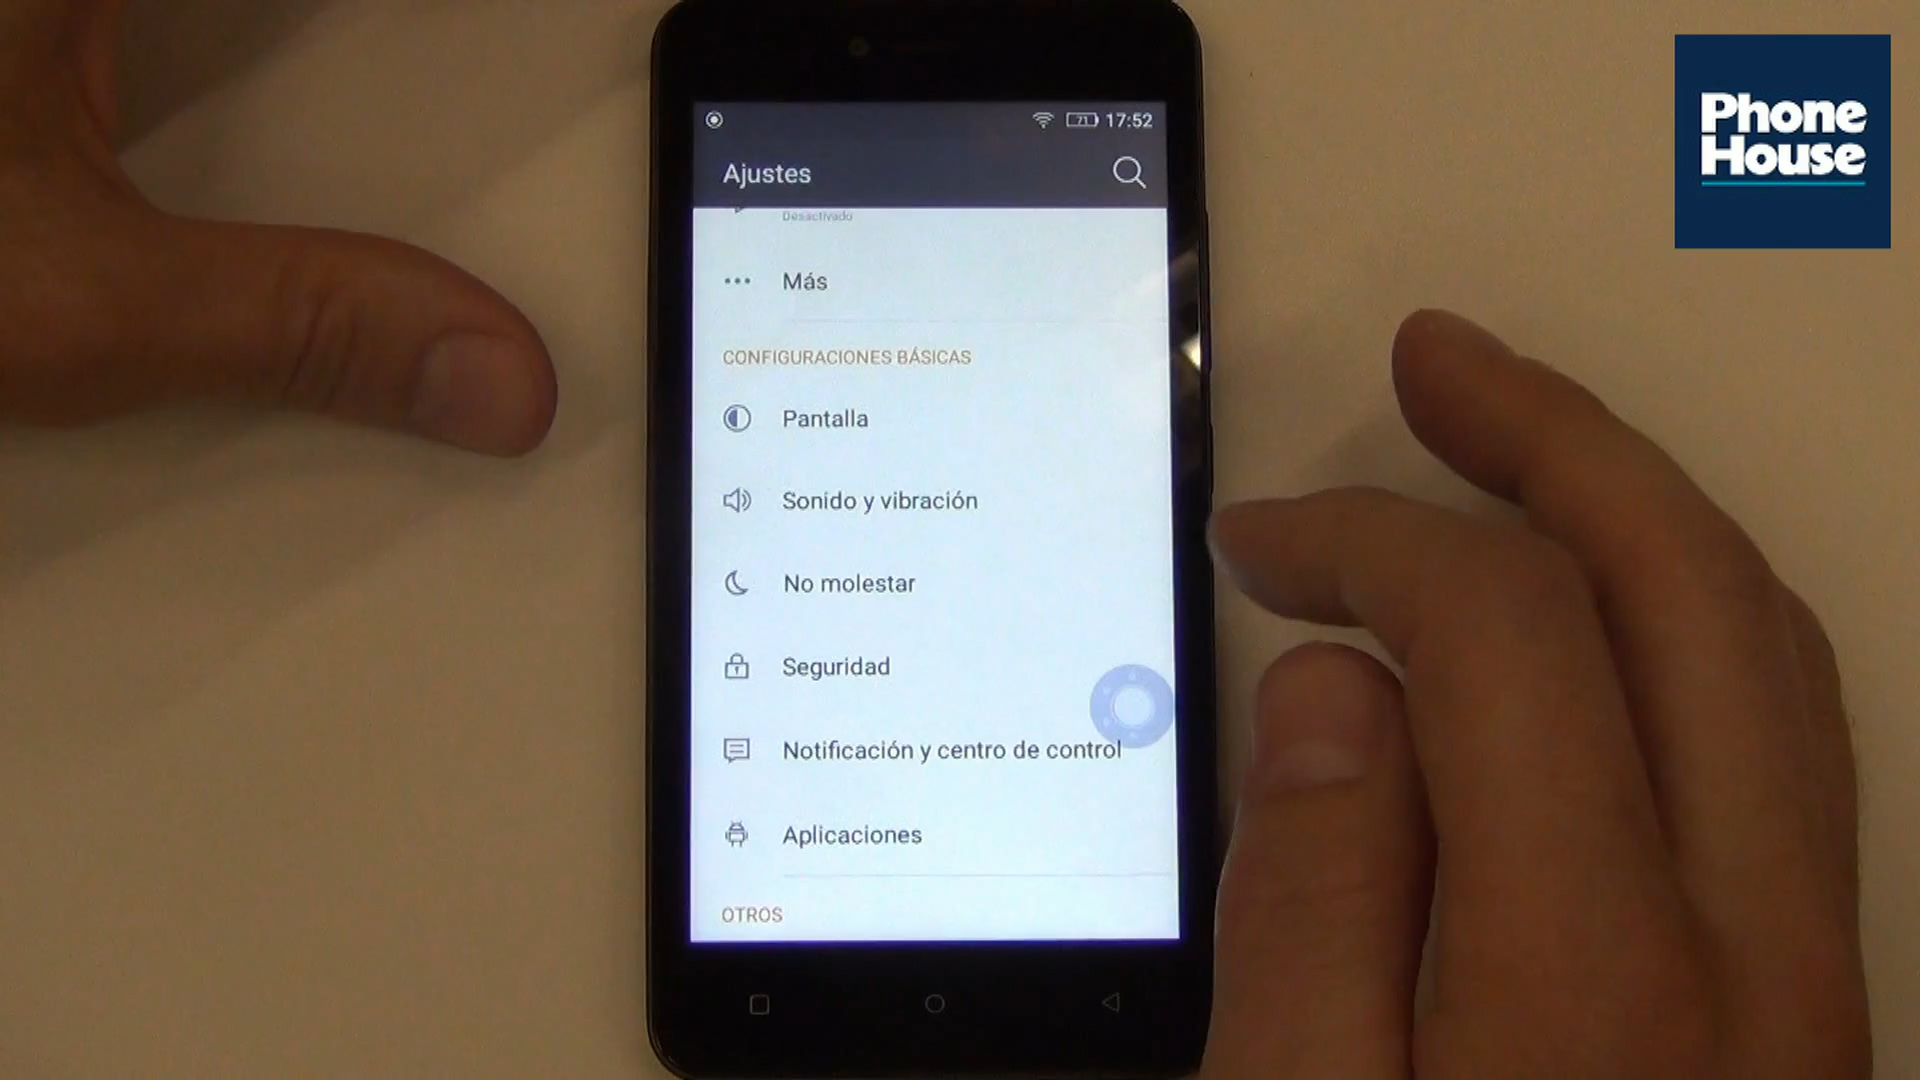 Phone
House
71 17:52
Ajustes
Desactivado
Más
CONFIGURACIONES BÁSICAS
Pantalla
Sonido y vibración
No molestar
Seguridad
Notificación y centro de control
Aplicaciones
OTROS